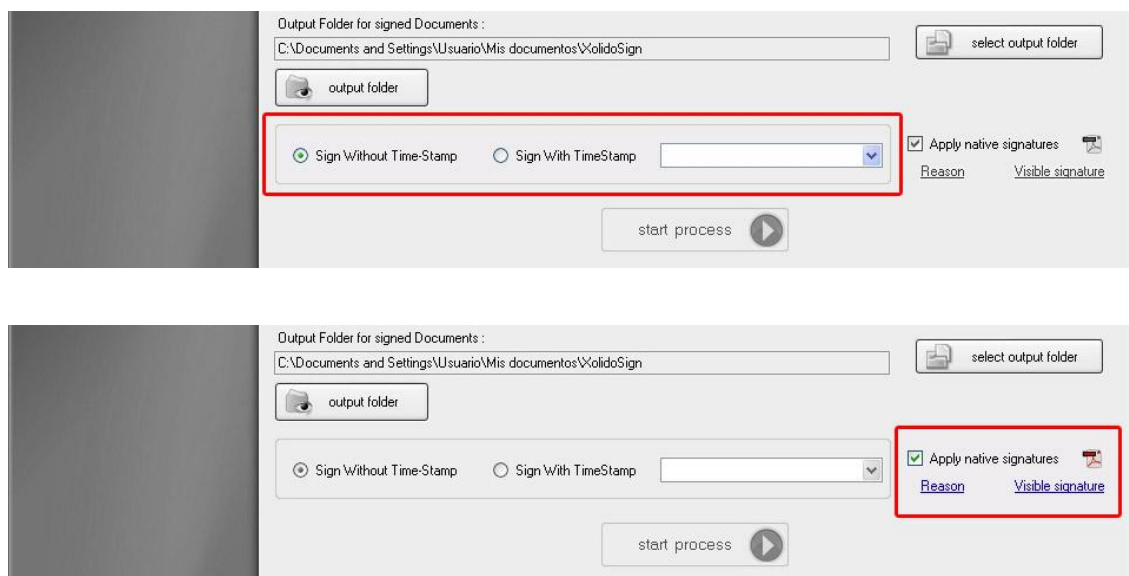 Output Folder for signed Documents :
C:\Documents and Settings\Usuario\Mis documentos\XolidoSign
select output folder
output folder
Sign Without Time-Stamp
Sign With TimeStamp
Apply native signatures
Reason
Visible signature
start process
Output Folder for signed Documents :
C:\Documents and Settings\Usuario\Mis documentos\XolidoSign
select output folder
output folder
Sign Without Time-Stamp
Sign With TimeStamp
Apply native signatures
Reason
Visible signature
start process